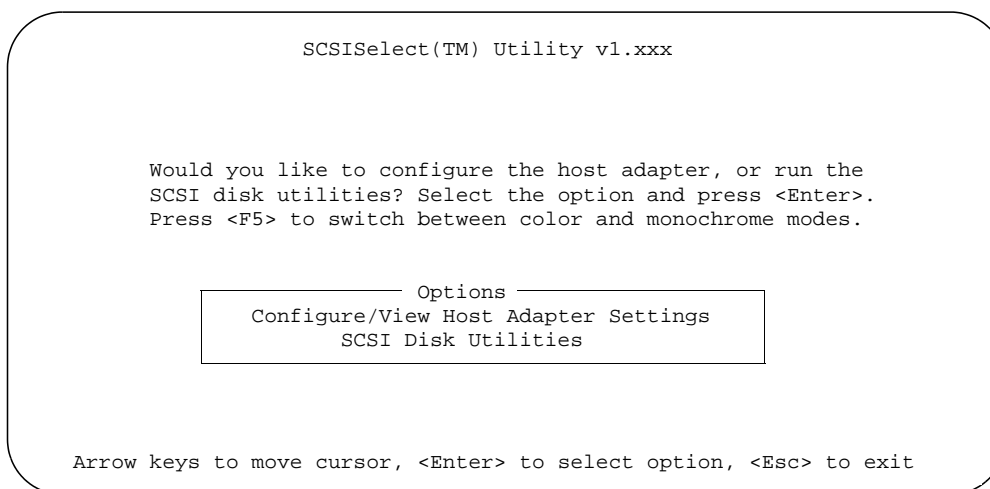 SCSISelect(TM) Utility v1.xxx
Would you like to configure the host adapter, or run the
SCSI disk utilities? Select the option and press <Enter>.
Press <F5> to switch between color and monochrome modes.
Options
Configure/View Host Adapter Settings
SCSI Disk Utilities
Arrow keys to move cursor, <Enter> to select option, <Esc> to exit